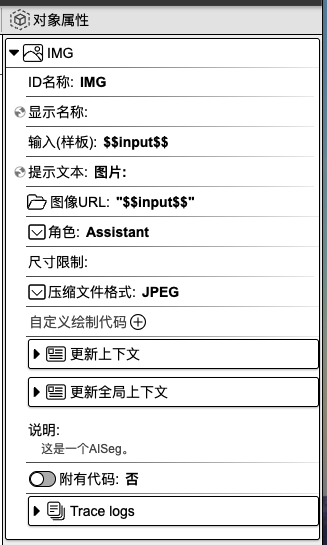 对象属性
IMG
ID名称: IMG
显示名称:
输入(样板): $$input$$
提示文本: 图片:
图像URL: "$$input$$"
角色: Assistant
尺寸限制:
压缩文件格式: JPEG
自定义绘制代码
更新上下文
更新全局上下文
说明:
这是一个AISeg。
附有代码: 否
Trace logs